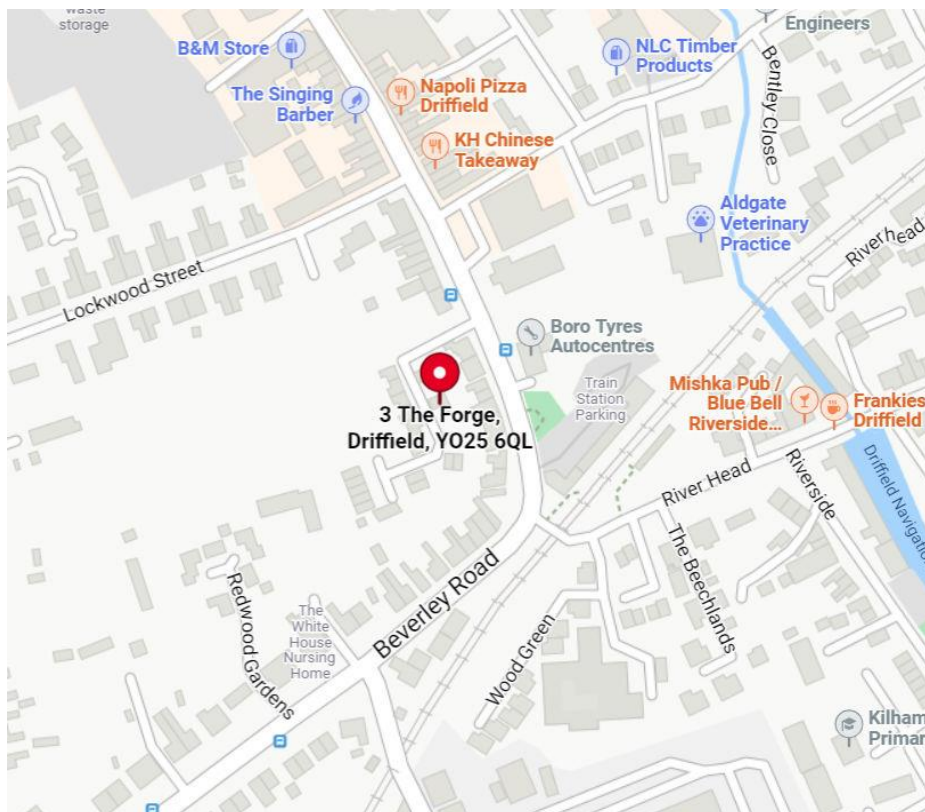 waste
storage
B&M Store
The Singing
Barber
Napoli Pizza
Driffield
KH Chinese
Takeaway
NLC Timber
Products
Engineers
Bentley Close
Aldgate
Veterinary
Practice
Riverhead
Lockwood Street
Boro Tyres
Autocentres
Train
Station
Parking
Mishka Pub /
Blue Bell
Riverside...
Frankies
Driffield
3 The Forge,
Driffield, YO25 6QL
River Head
Riverside
Driffield Navigation
The Beechlands
Beverley Road
Wood Green
Redwood Gardens
The
White
House
Nursing
Home
Kilham
Primar